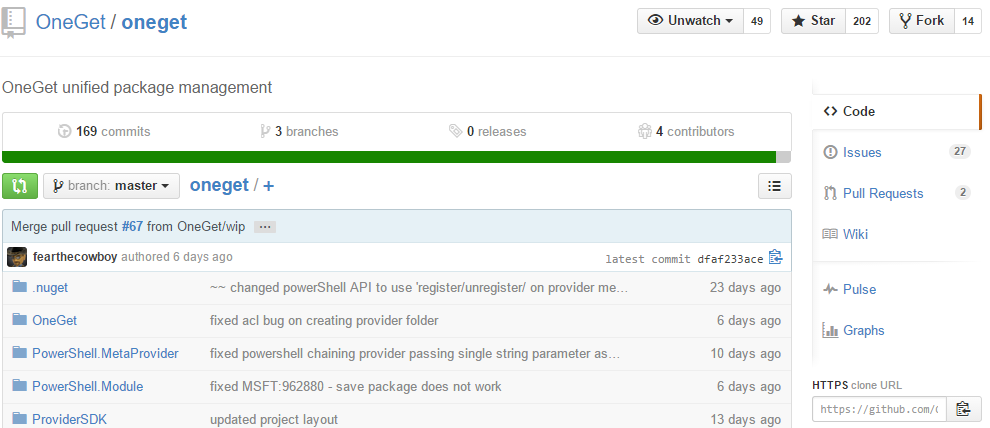 OneGet / oneget
Unwatch 49 Star 202 Fork 14
OneGet unified package management
169 commits 3 branches 0 releases 4 contributors
branch: master oneget / +
Merge pull request #67 from OneGet/wip ...
fearthecowboy authored 6 days ago latest commit dfaf233ace
.nuget ~~ changed powerShell API to use 'register/unregister/ on provider me... 23 days ago
OneGet fixed acl bug on creating provider folder 6 days ago
PowerShell.MetaProvider fixed powershell chaining provider passing single string parameter as... 10 days ago
PowerShell.Module fixed MSFT:962880 - save package does not work 6 days ago
ProviderSDK updated project layout 13 days ago
Code
Issues 27
Pull Requests 2
Wiki
Pulse
Graphs
HTTPS clone URL
https://github.com/